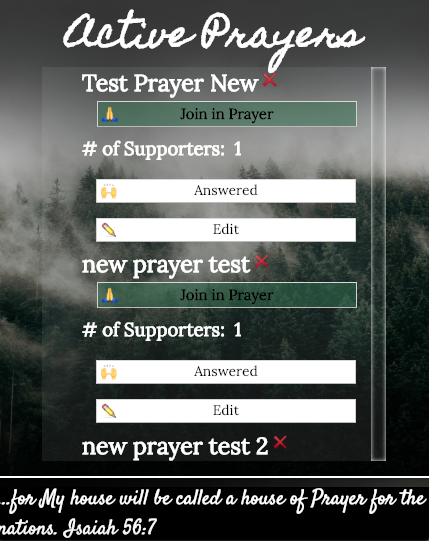 Active Prayers
Test Prayer New
Join in Prayer
# of Supporters: 1
Answered
Edit
new prayer test
Join in Prayer
# of Supporters: 1
Answered
Edit
new prayer test 2
...for My house will be called a house of Prayer for the
nations. Isaiah 56:7